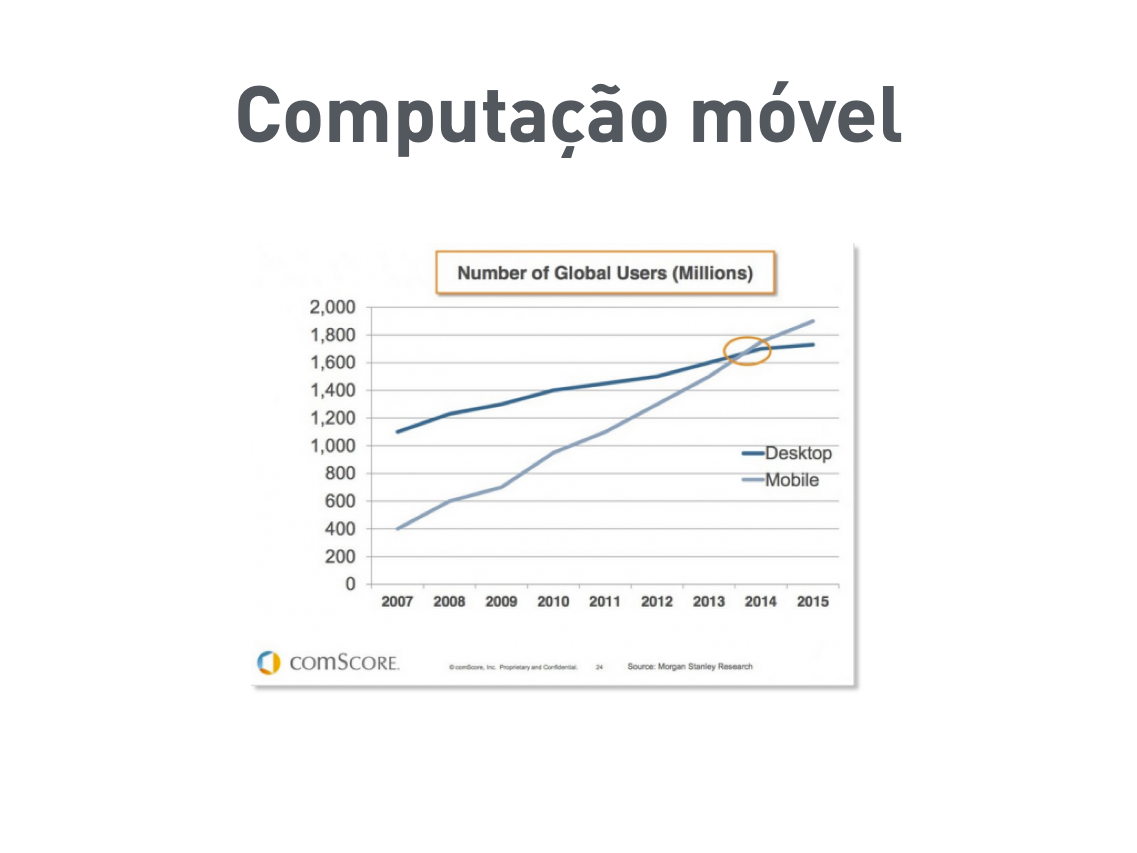 Computação móvel
Number of Global Users (Millions)
2,000
1,800
1,600
1,400
1,200
1,000
800
600
400
200
0
Desktop
Mobile
2007 2008 2009 2010 2011 2012 2013 2014 2015
comScore.
© comScore, Inc. Proprietary and Confidential. 24 Source: Morgan Stanley Research